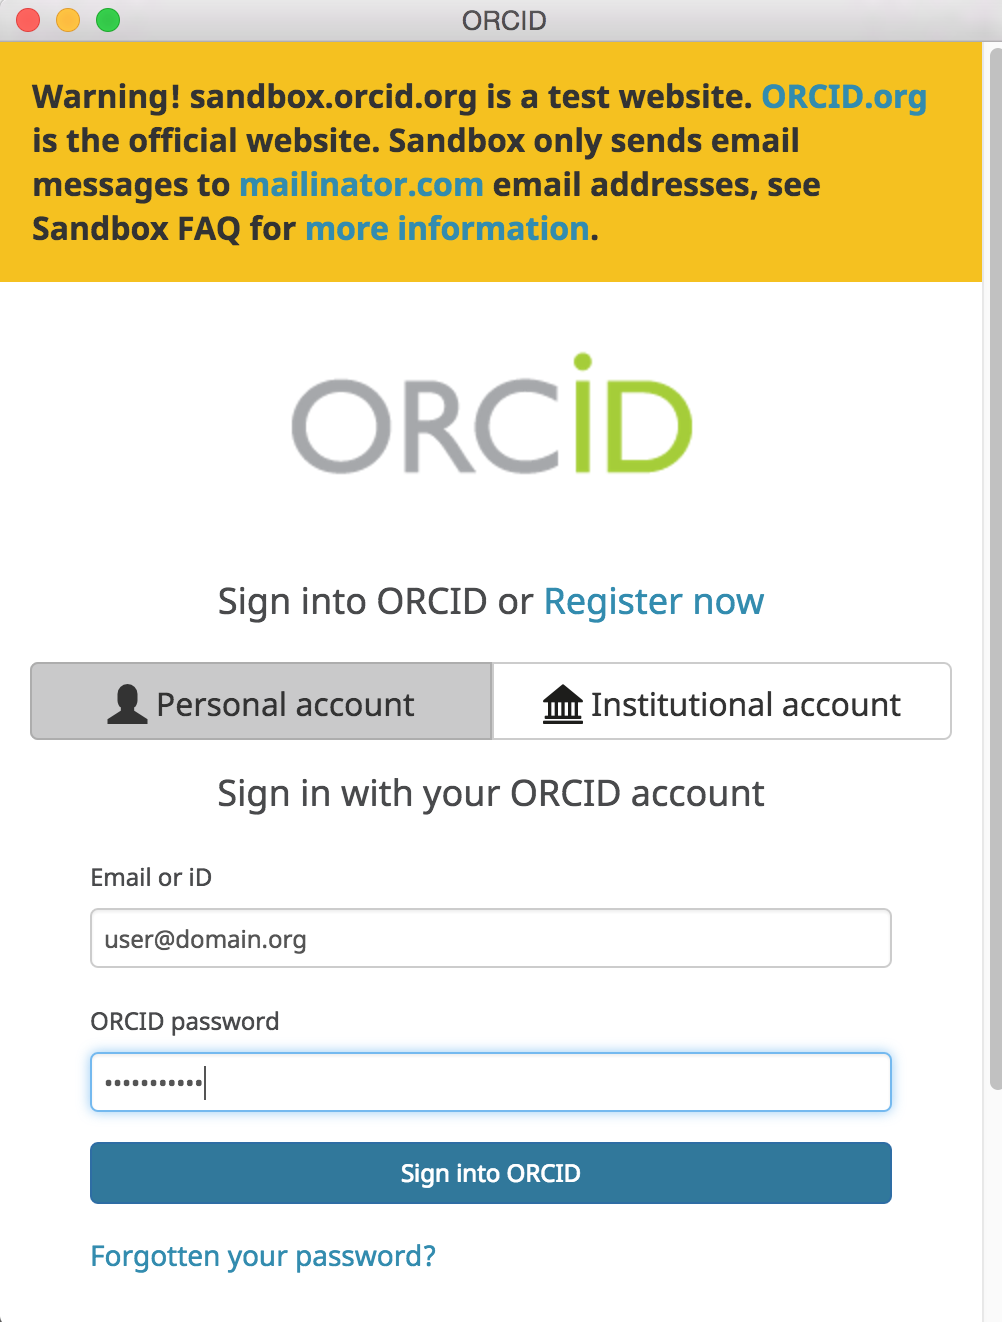 ORCID
Warning! sandbox.orcid.org is a test website. ORCID.org
is the official website. Sandbox only sends email
messages to mailinator.com email addresses, see
Sandbox FAQ for more information.
ORCiD
Sign into ORCID or Register now
Personal account
Institutional account
Sign in with your ORCID account
Email or iD
user@domain.org
ORCID password
•••••••••••
Sign into ORCID
Forgotten your password?